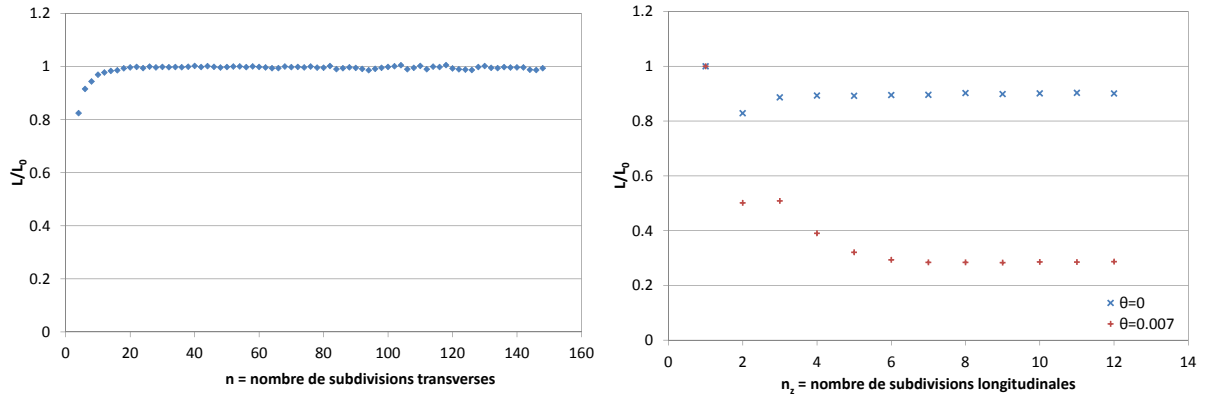 1.2
1
0.8
0.6
0.4
0.2
0
L/L0
0 20 40 60 80 100 120 140 160
n = nombre de subdivisions transverses
1.2
1
0.8
0.6
0.4
0.2
0
L/L0
θ=0
θ=0.007
0 2 4 6 8 10 12 14
nz = nombre de subdivisions longitudinales